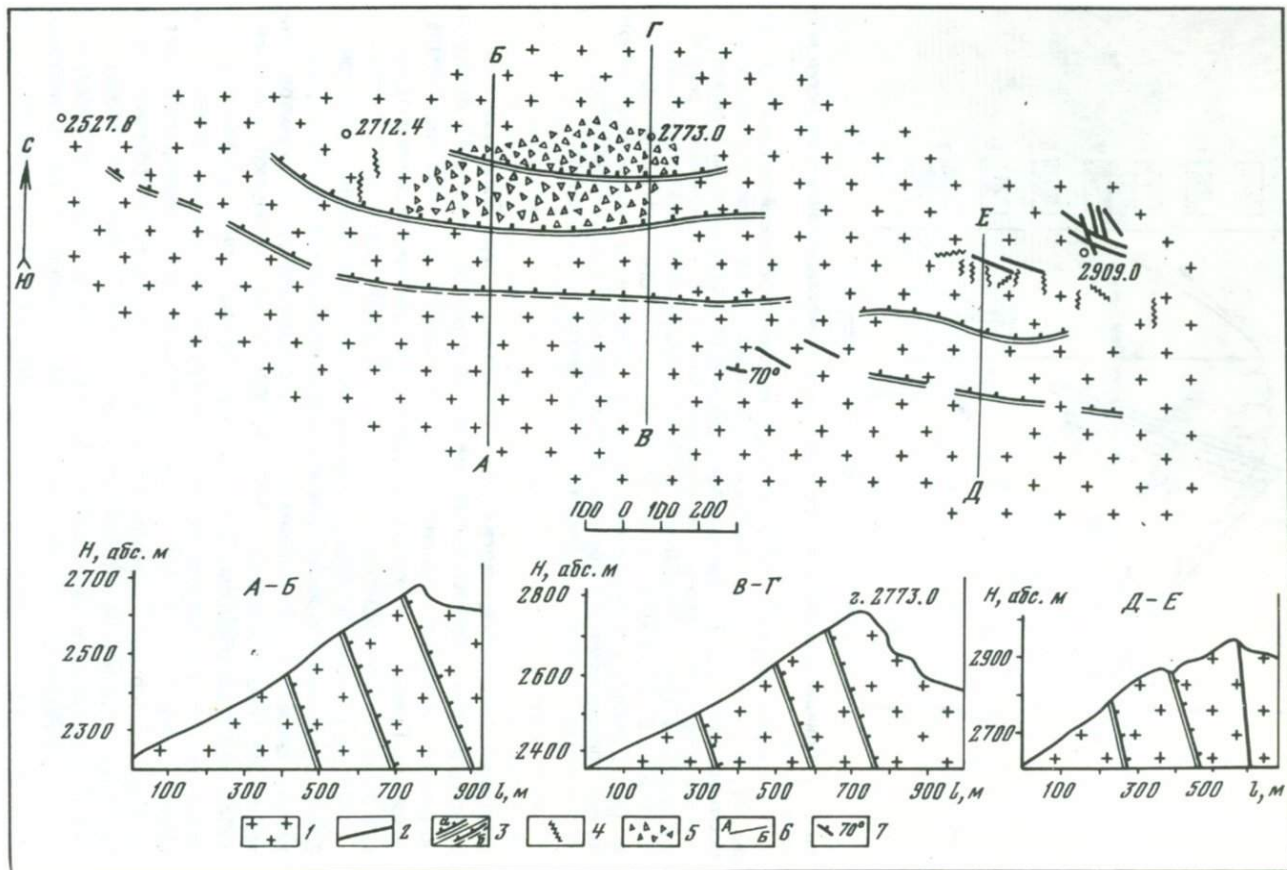 Б
Г
2527.8
2712.4
2773.0
С
Ю
Е
2909.0
70°
А
В
Д
100 0 100 200
Н, абс. м
2700
2500
2300
А-Б
100 300 500 700 900 l, м
Н, абс. м
2800
2600
2400
В-Г
г. 2773.0
100 300 500 700 900 l, м
Н, абс. м
2900
2700
Д-Е
100 300 500 l, м
1
2
а
б
3
4
5
А
Б
6
70°
7